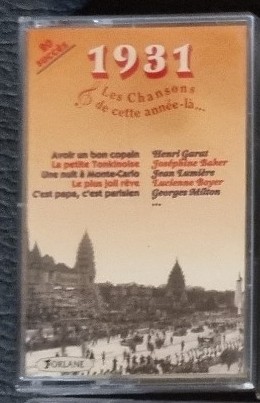 20
succès
1931
Les Chansons
de cette année-là...
Avoir un bon copain Henri Garat
La petite Tonkinoise Joséphine Baker
Une nuit à Monte-Carlo Jean Lumière
Le plus joli rêve Lucienne Boyer
C'est papa, c'est parisien Georges Milton
...
FORLANE